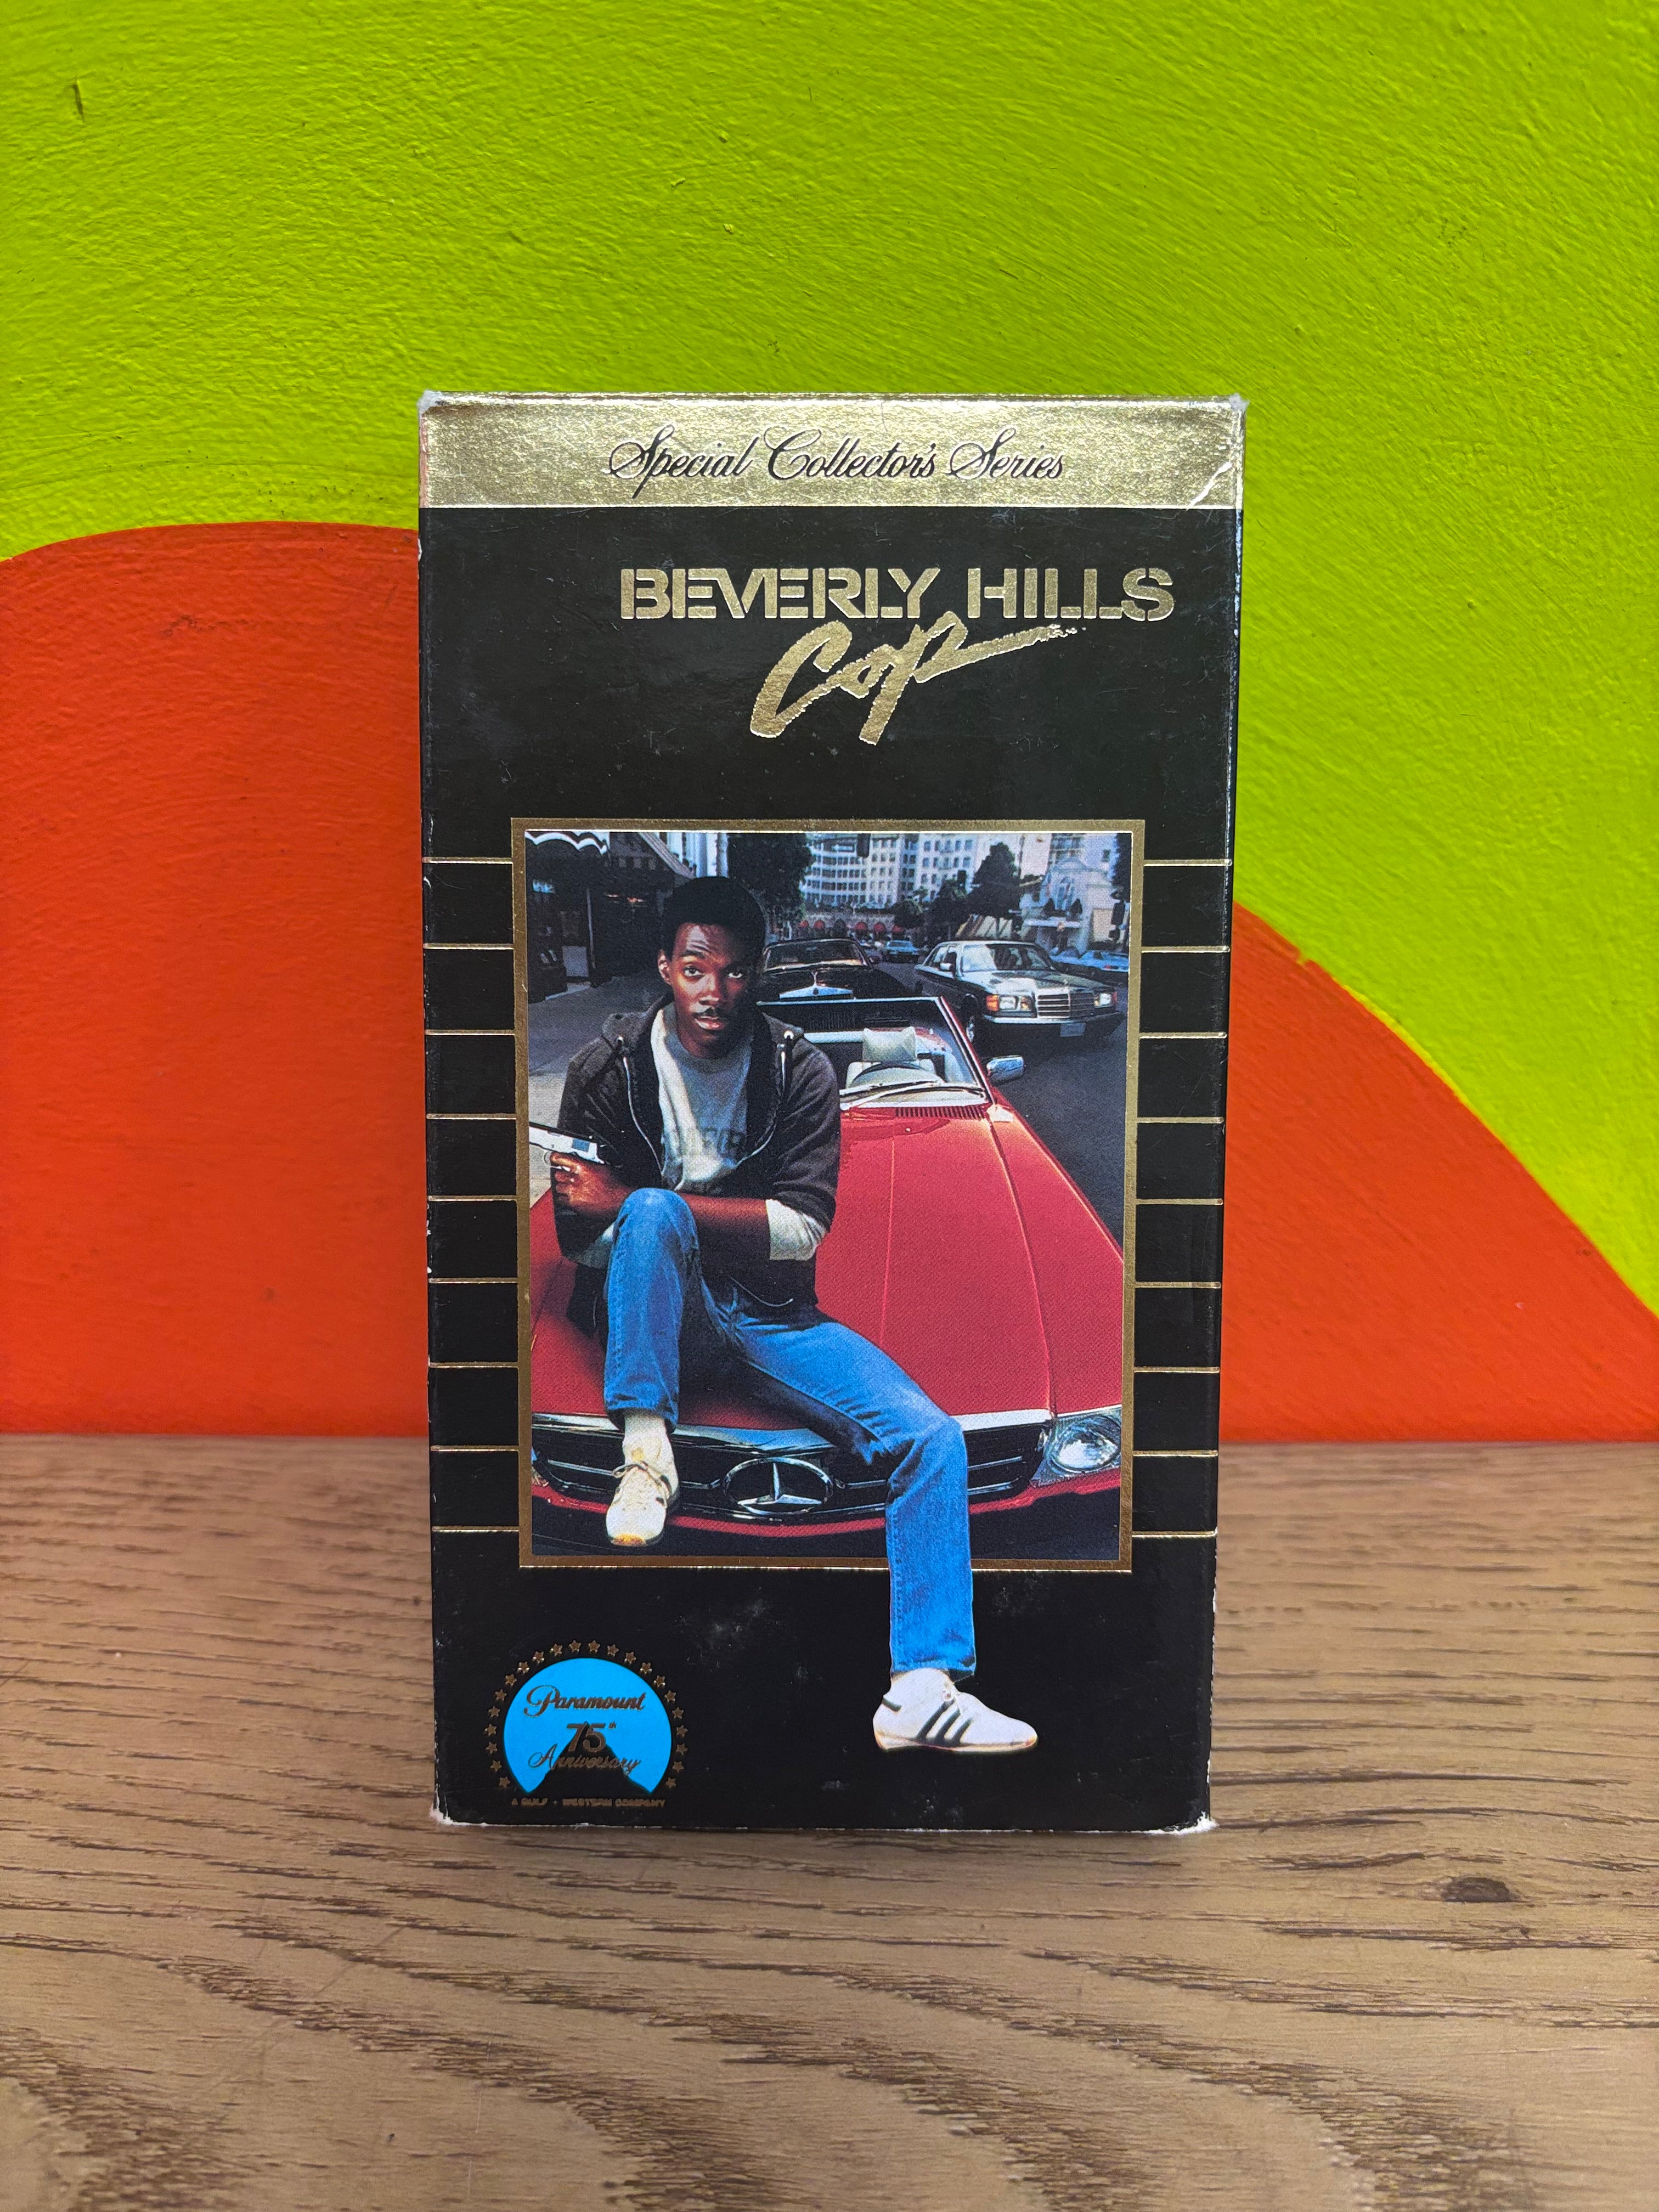 Special Collector's Series
BEVERLY HILLS
Cop
Paramount
75th
Anniversary
A GULF + WESTERN COMPANY